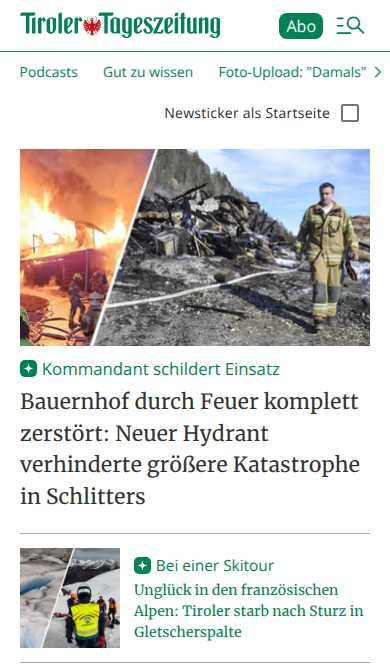 Tiroler Tageszeitung
Abo
Podcasts Gut zu wissen Foto-Upload: "Damals"
Newsticker als Startseite
Kommandant schildert Einsatz
Bauernhof durch Feuer komplett
zerstört: Neuer Hydrant
verhinderte größere Katastrophe
in Schlitters
Bei einer Skitour
Unglück in den französischen
Alpen: Tiroler starb nach Sturz in
Gletscherspalte